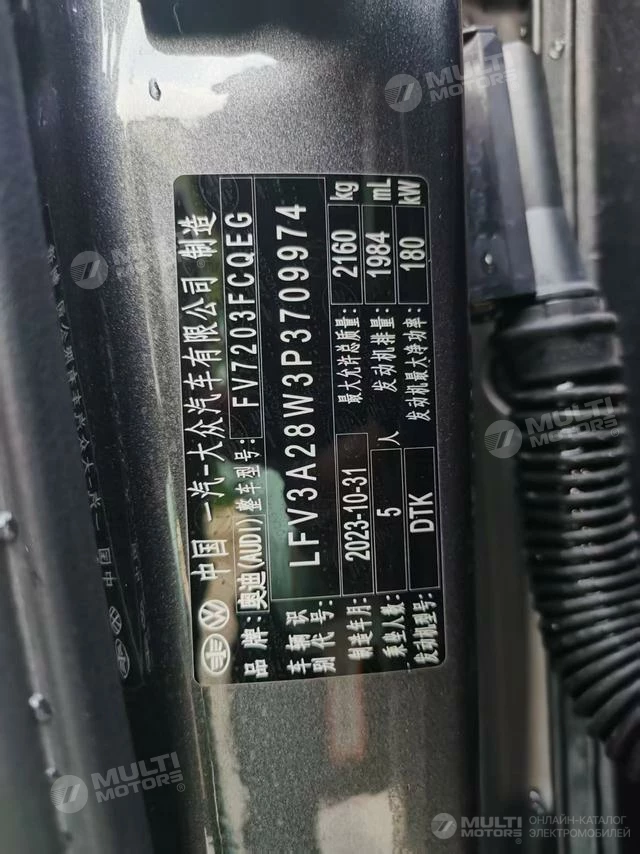 中国 一汽-大众汽车有限公司 制造
品牌: 奥迪(AUDI) 整车型号: FV7203FCQEG
车辆识别代号: LFV3A28W3P3709974
制造年月: 2023-10-31 最大允许总质量: 2160 kg
乘坐人数: 5 人 发动机排量: 1984 mL
发动机型号: DTK 发动机最大净功率: 180 kW
MULTI MOTORS
MULTI MOTORS
MULTI MOTORS
MULTI MOTORS
MULTI MOTORS ОНЛАЙН-КАТАЛОГ ЭЛЕКТРОМОБИЛЕЙ